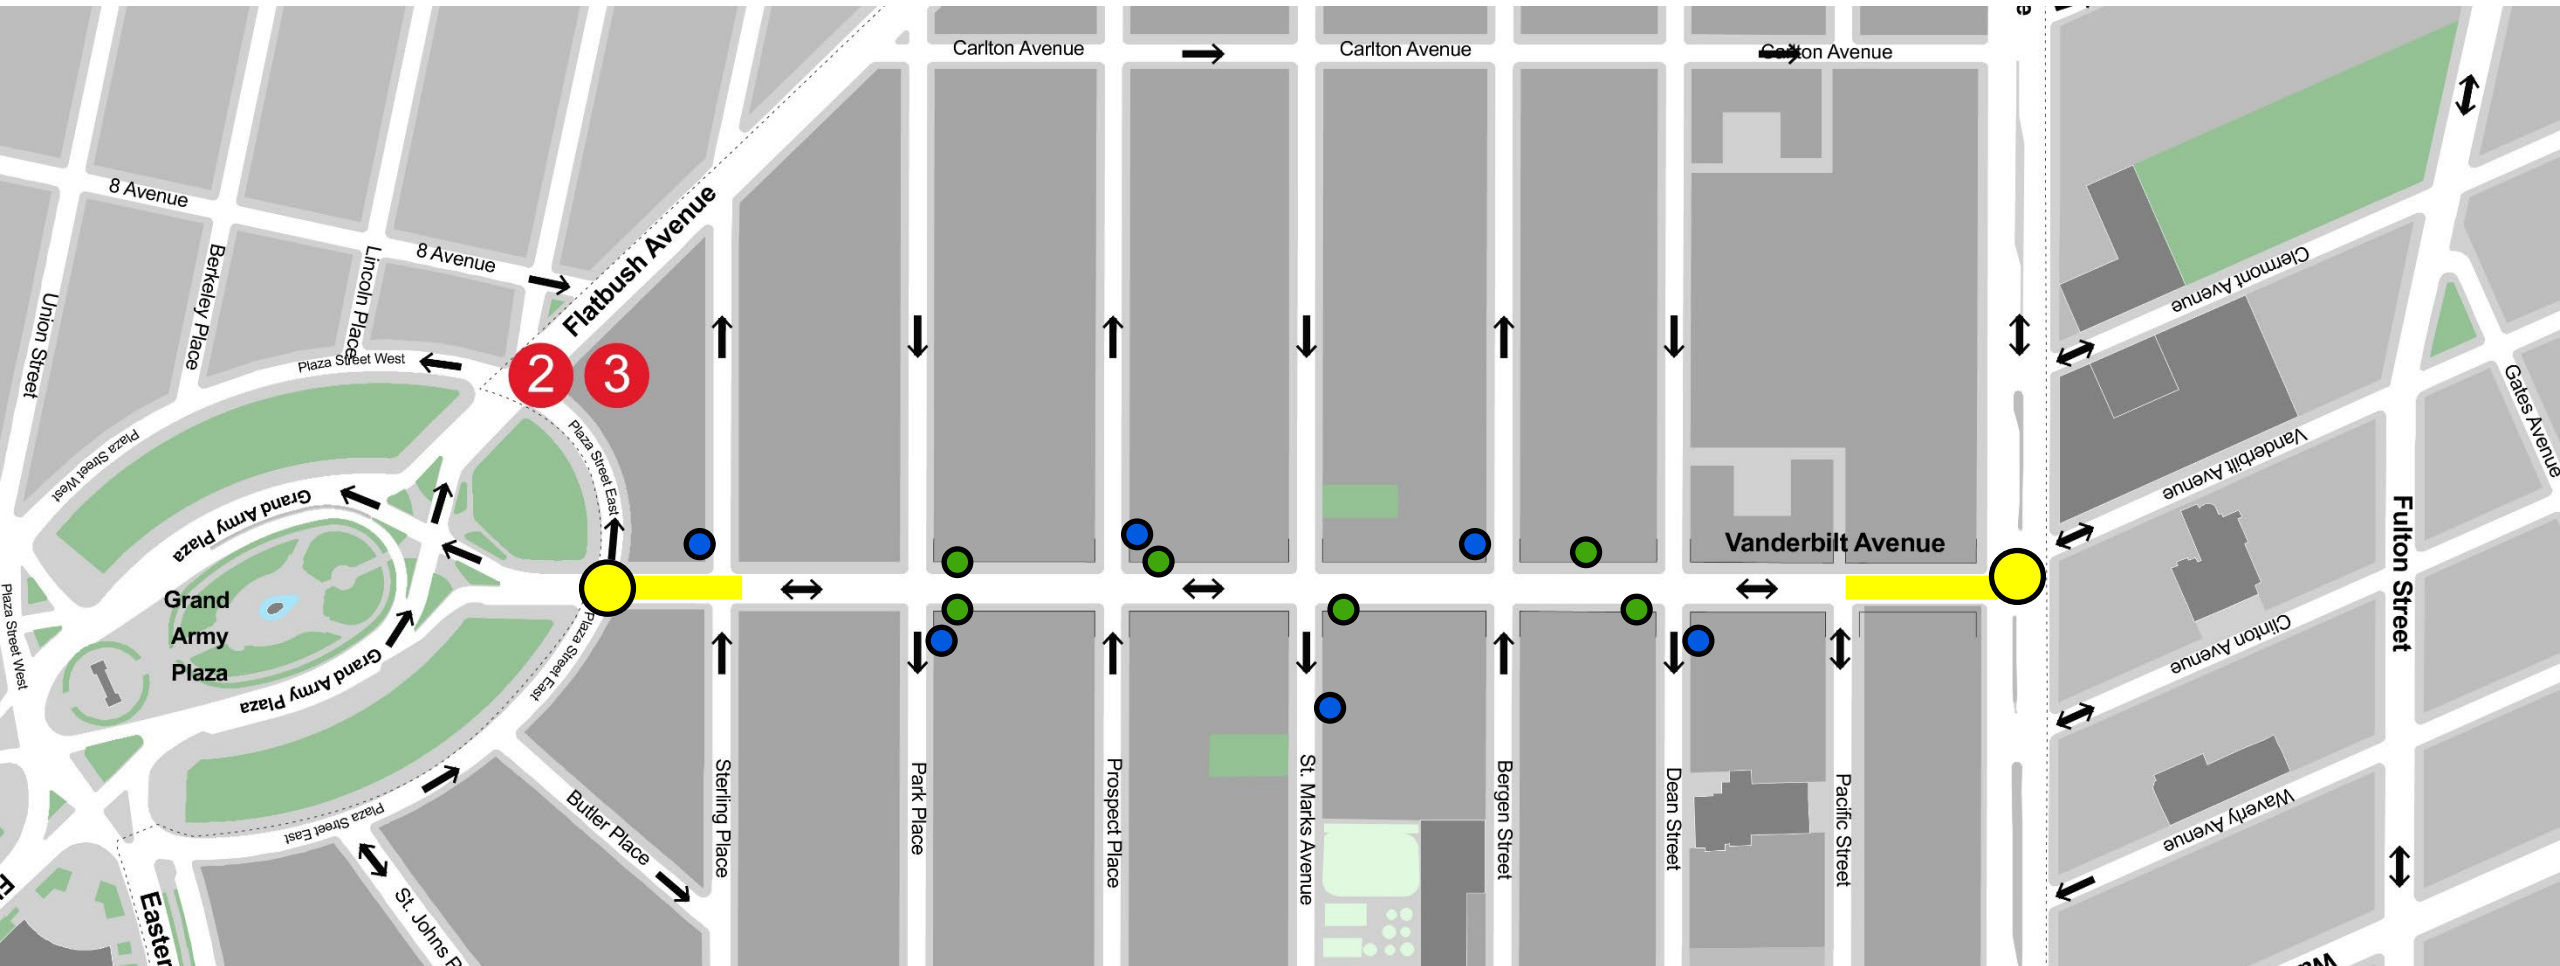 Carlton Avenue
Carlton Avenue
Carlton Avenue
8 Avenue
8 Avenue
Flatbush Avenue
Union Street
Berkeley Place
Lincoln Place
Plaza Street West
2 3
Plaza Street West
Plaza Street East
Grand Army Plaza
Clermont Avenue
Gates Avenue
Vanderbilt Avenue
Vanderbilt Avenue
Fulton Street
Plaza Street West
Grand
Army
Plaza
Grand Army Plaza
Plaza Street East
Clinton Avenue
Plaza Street East
Butler Place
Sterling Place
Park Place
Prospect Place
St. Marks Avenue
Bergen Street
Dean Street
Pacific Street
Waverly Avenue
St. Johns P
Easter